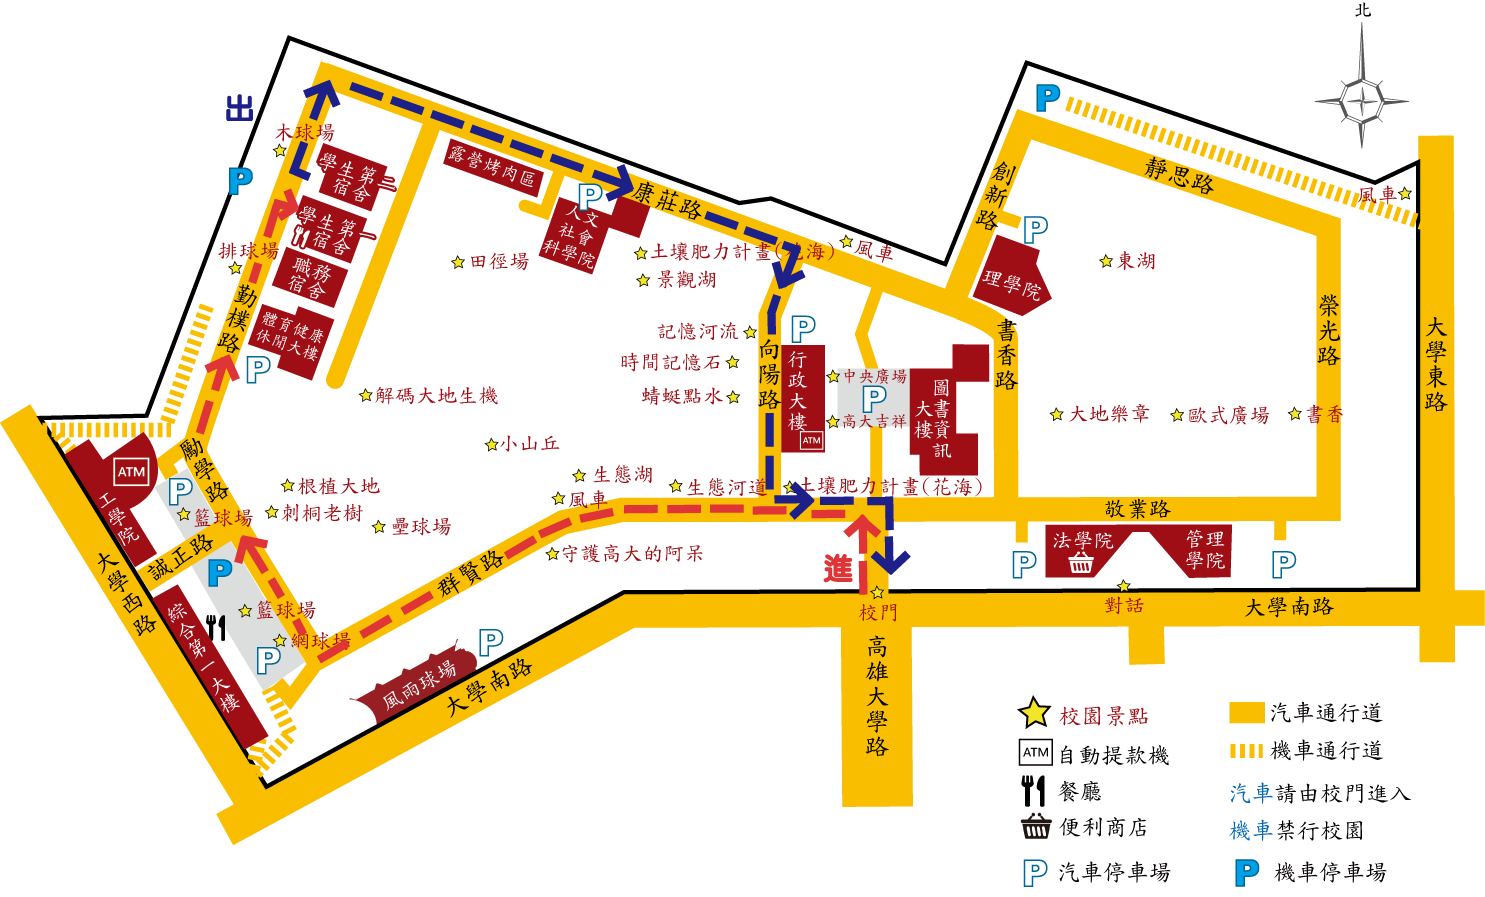 北
出
木球場
學生第二
宿舍
露營烤肉區
P
P
P
康莊路
創新路
靜思路
風車
學生第一
宿舍
人文
社會
科學院
P
排球場
職務
宿舍
田徑場
土壤肥力計畫(花海)
風車
東湖
景觀湖
理學院
勤樸路
體育健康
休閒大樓
記憶河流
P
書香路
榮光路
大學東路
P
時間記憶石
向陽路
行政大樓
ATM
中央廣場
P
高大吉祥
圖書資訊
大樓
解碼大地生機
蜻蜓點水
大地樂章
歐式廣場
書香
小山丘
勵學路
ATM
工學院
P
根植大地
生態湖
生態河道
土壤肥力計畫(花海)
籃球場
刺桐老樹
壘球場
風車
敬業路
誠正路
P
群賢路
守護高大的阿呆
進
P
法學院
管理
學院
P
大學西路
綜合第一大樓
籃球場
網球場
P
校門
對話
大學南路
P
風雨球場
大學南路
高雄大學路
校園景點
ATM
自動提款機
餐廳
便利商店
P
汽車停車場
汽車通行道
機車通行道
汽車請由校門進入
機車禁行校園
P
機車停車場